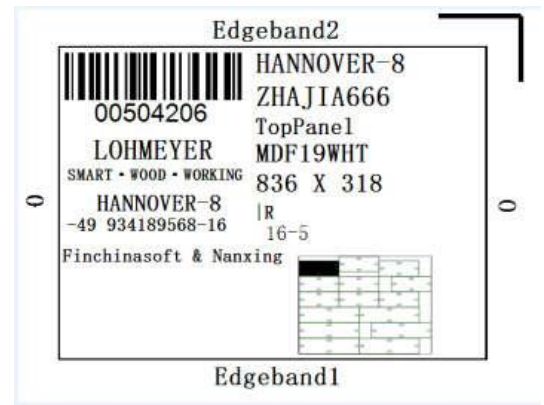 Edgeband2
HANNOVER-8
ZHAJIA666
00504206
TopPanel
LOHMEYER
MDF19WHT
SMART · WOOD · WORKING
836 X 318
HANNOVER-8
|R
-49 934189568-16
16-5
0
0
Finchinasoft & Nanxing
Edgeband1